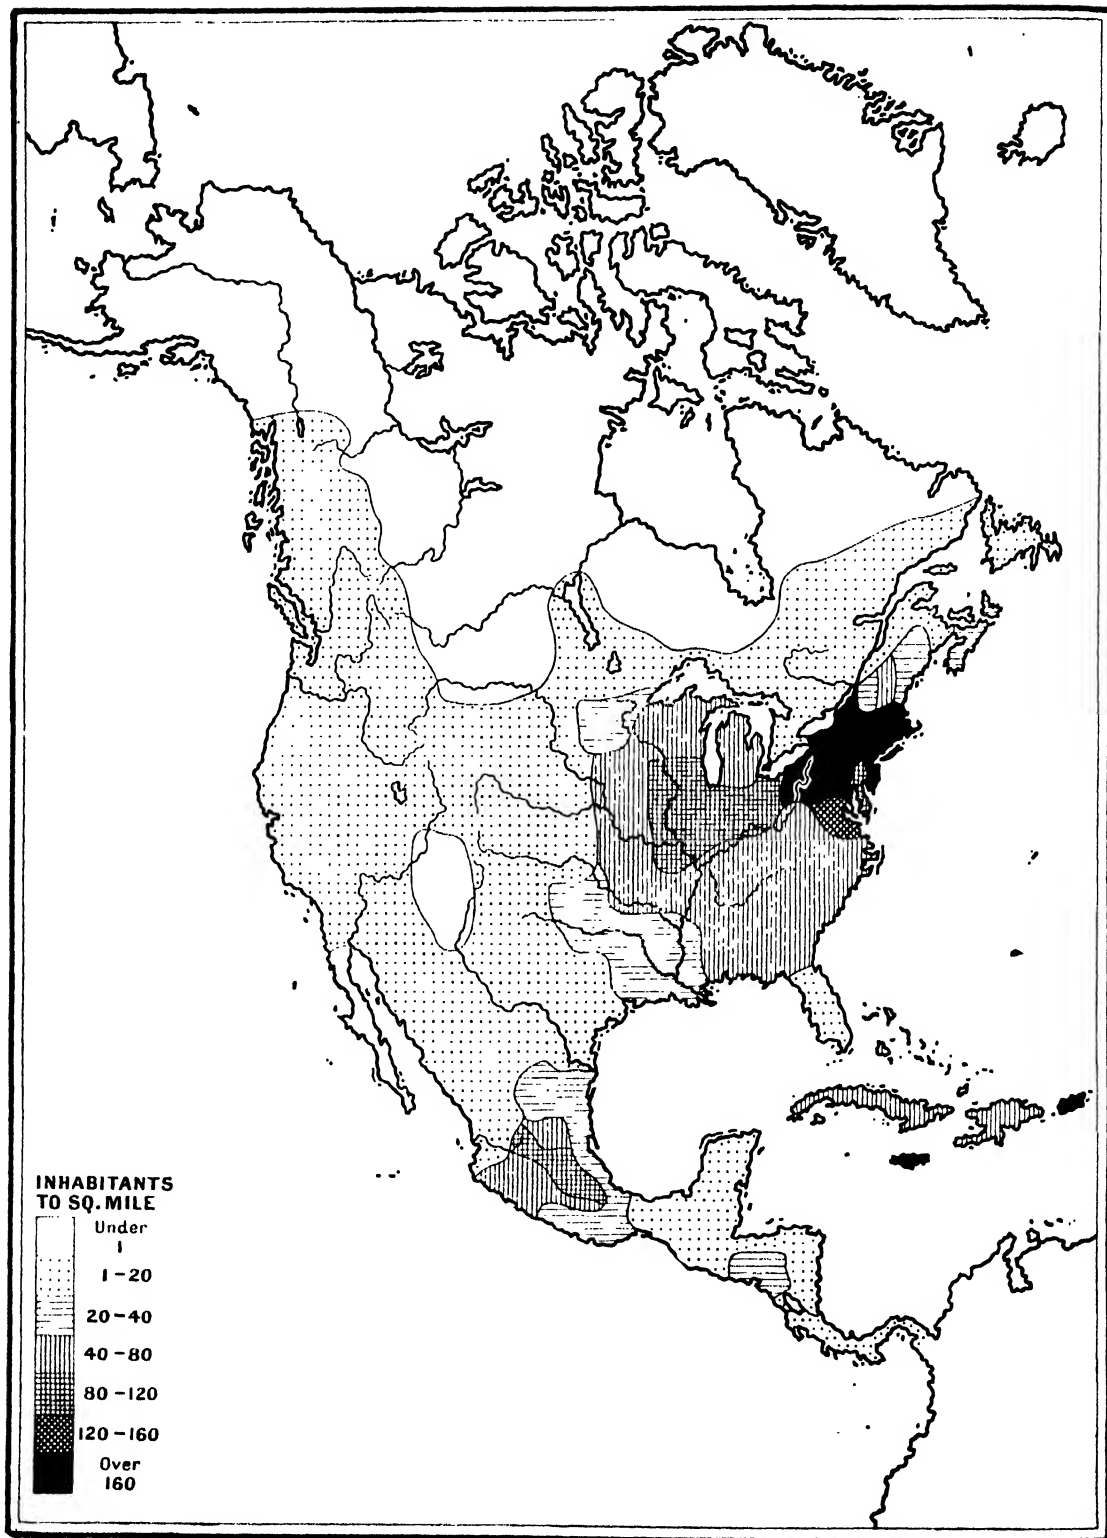 INHABITANTS
TO SQ. MILE
Under
1
1-20
20-40
40-80
80-120
120-160
Over
160